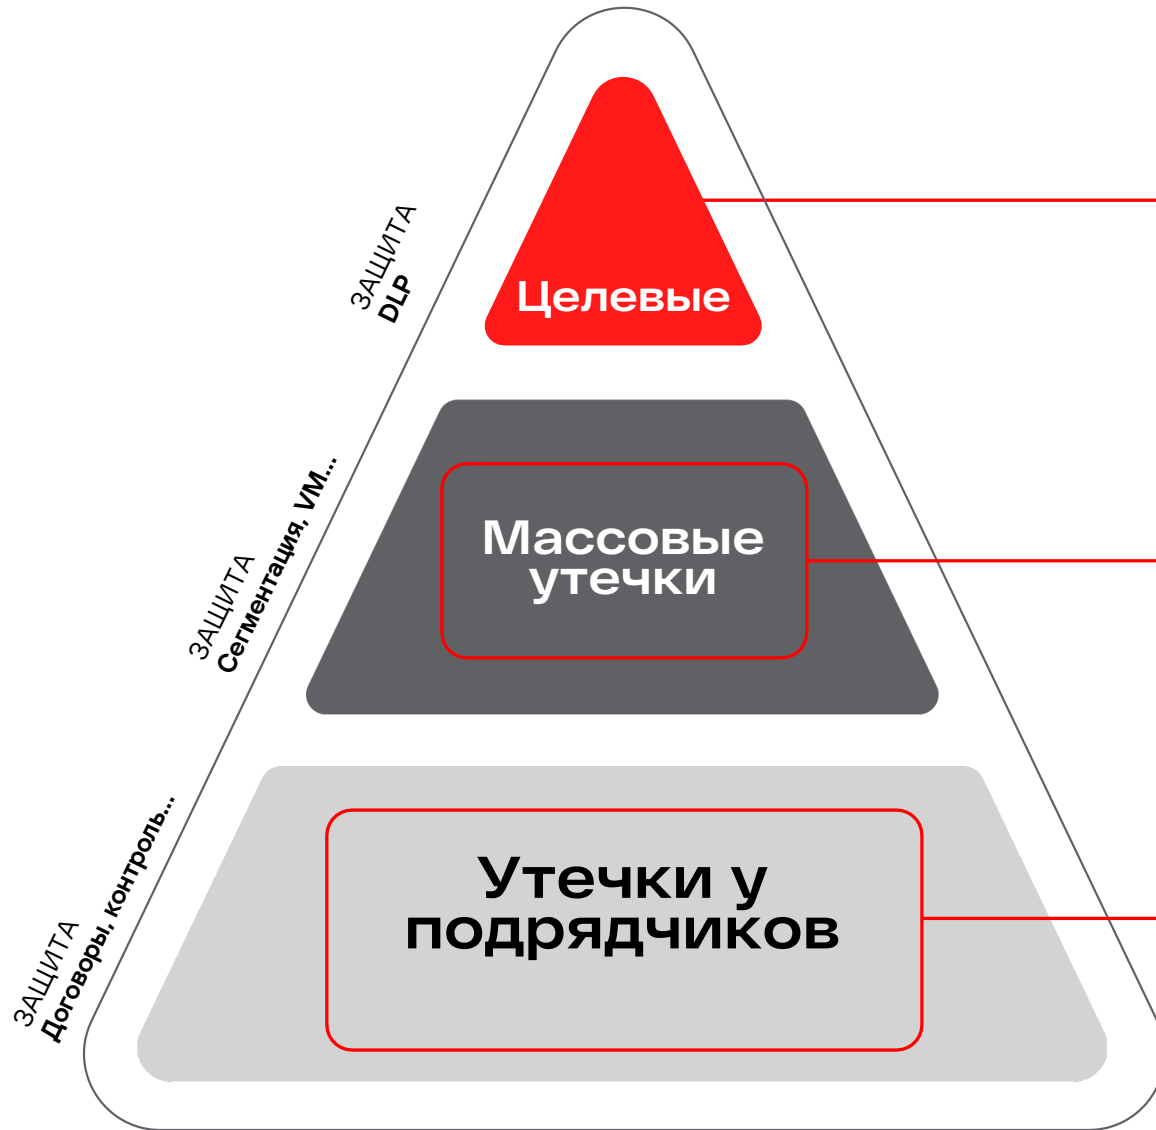 ЗАЩИТА
DLP
Целевые
ЗАЩИТА
Сегментация, VM...
Массовые
утечки
ЗАЩИТА
Договоры, контроль...
Утечки у
подрядчиков